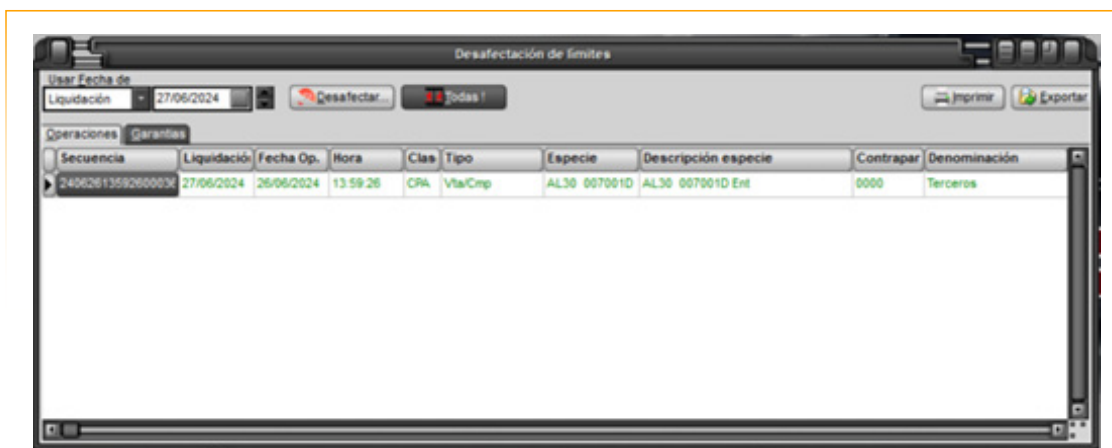 Desafectación de límites
Usar Fecha de
Liquidación 27/06/2024 Desafectar... Todas ! Imprimir Exportar
Operaciones Garantías
Secuencia Liquidació Fecha Op. Hora Clas Tipo Especie Descripción especie Contrapar Denominación
27/06/2024 26/06/2024 13:59:26 CPA Vta/Cmp AL30 007001D AL30 007001D Ent 0000 Terceros